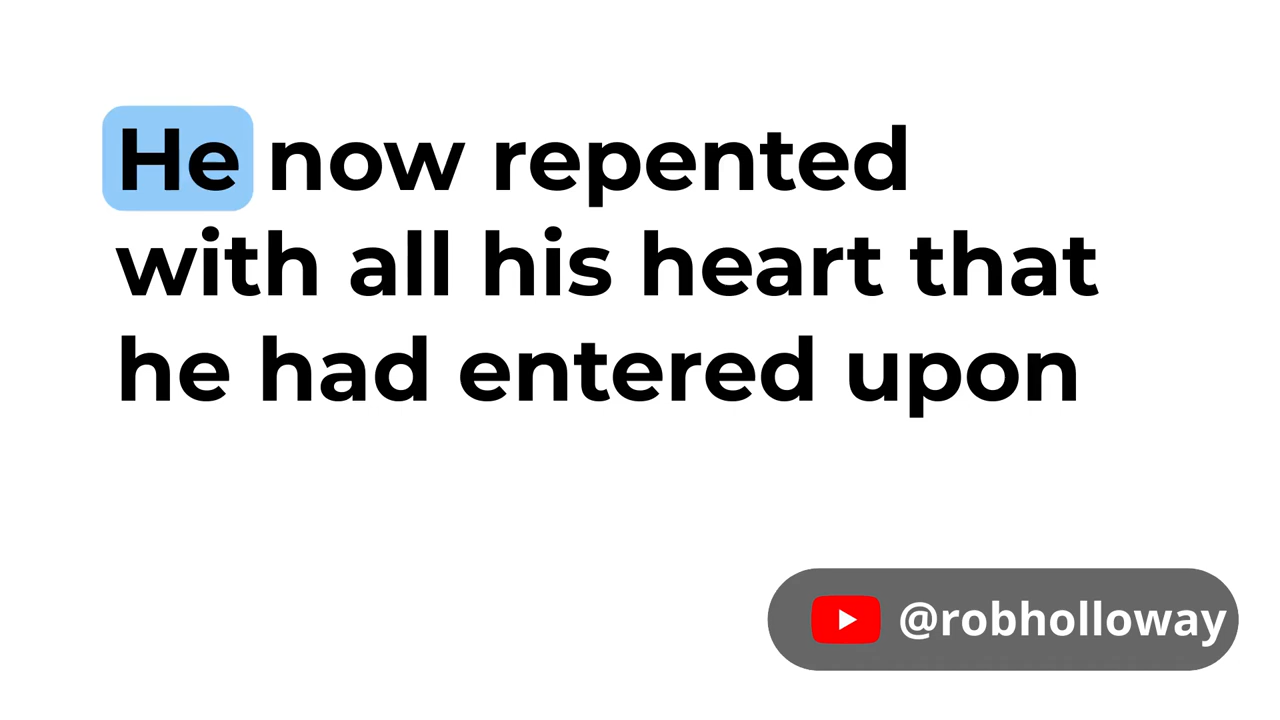 He now repented
with all his heart that
he had entered upon
@robholloway